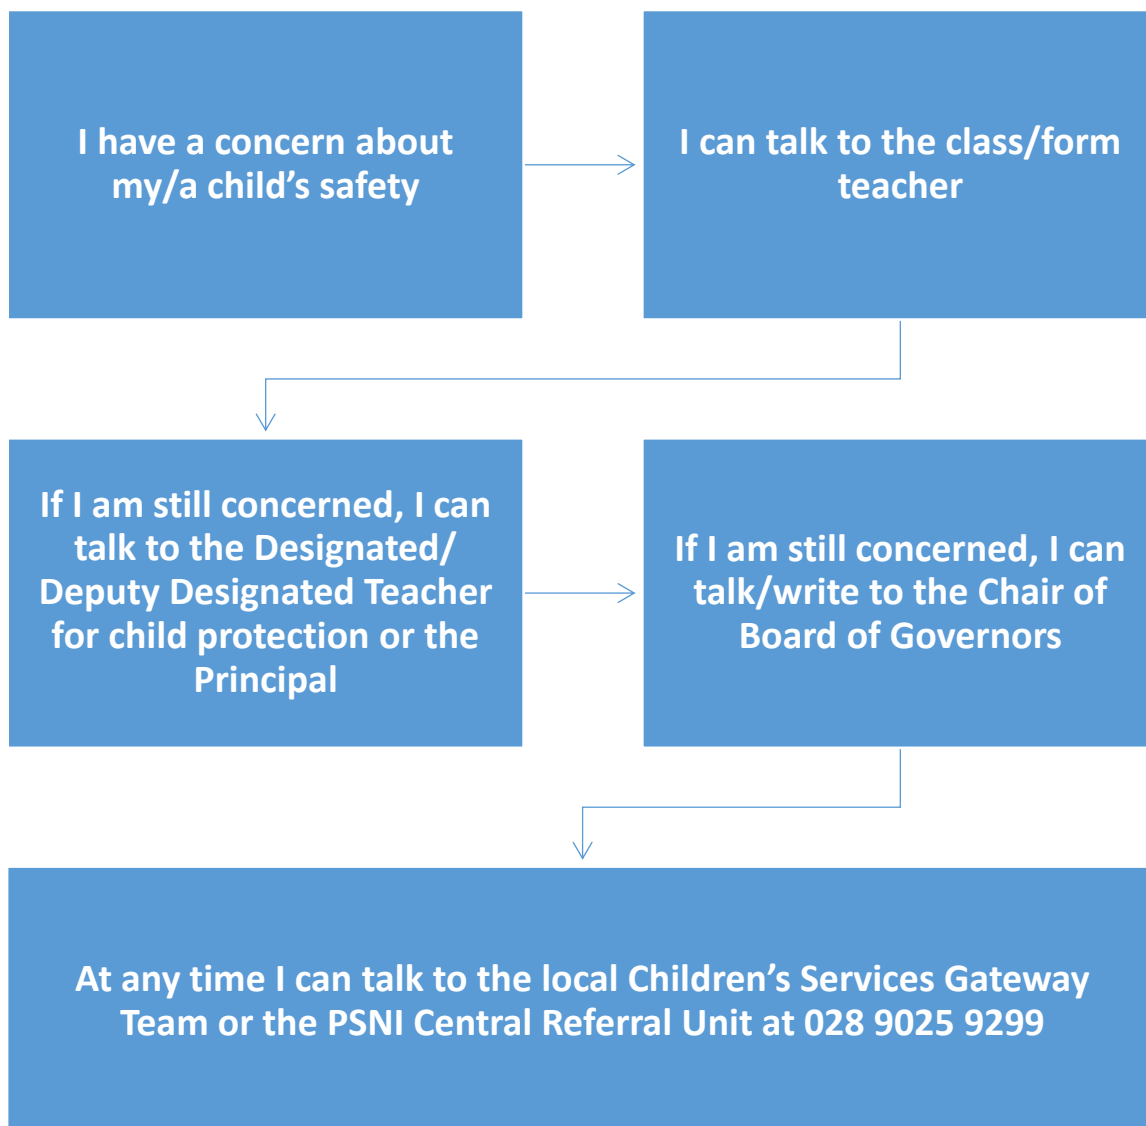 I have a concern about
my/a child’s safety
I can talk to the class/form
teacher
If I am still concerned, I can
talk to the Designated/
Deputy Designated Teacher
for child protection or the
Principal
If I am still concerned, I can
talk/write to the Chair of
Board of Governors
At any time I can talk to the local Children’s Services Gateway
Team or the PSNI Central Referral Unit at 028 9025 9299